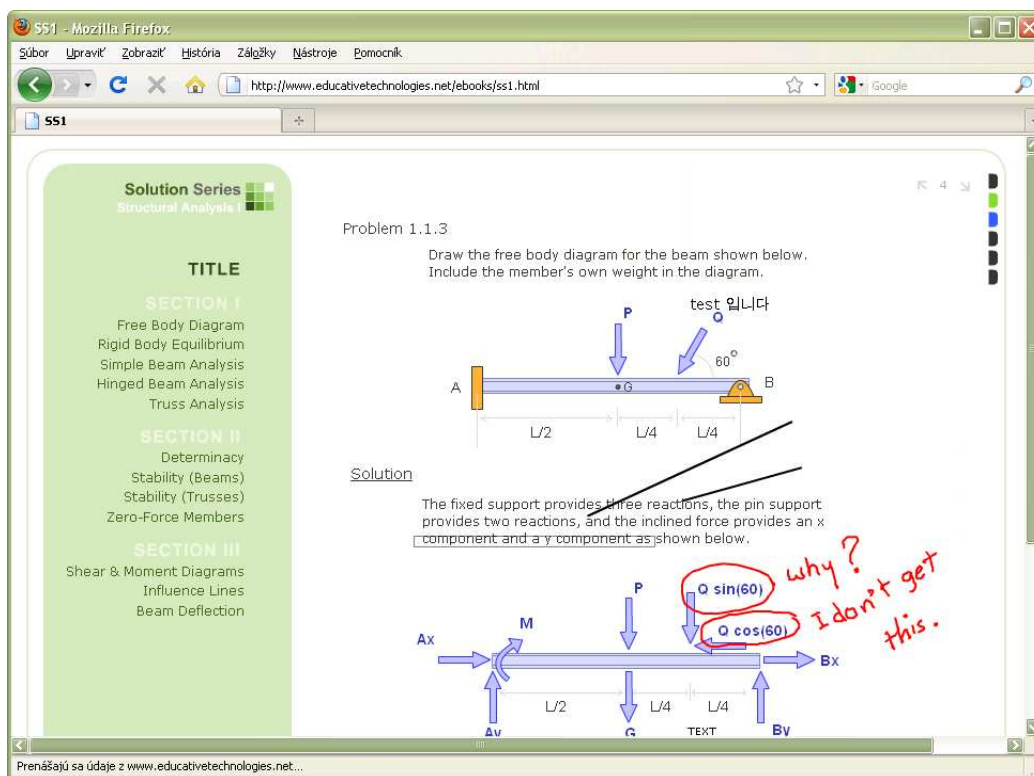 SS1 - Mozilla Firefox
Súbor Upraviť Zobraziť História Záložky Nástroje Pomocník
http://www.educativetechnologies.net/ebooks/ss1.html
Google
SS1
Solution Series
Structural Analysis I
TITLE
SECTION I
Free Body Diagram
Rigid Body Equilibrium
Simple Beam Analysis
Hinged Beam Analysis
Truss Analysis
SECTION II
Determinacy
Stability (Beams)
Stability (Trusses)
Zero-Force Members
SECTION III
Shear & Moment Diagrams
Influence Lines
Beam Deflection
4
Problem 1.1.3
Draw the free body diagram for the beam shown below.
Include the member's own weight in the diagram.
test 입니다
P Q
60°
A G B
L/2 L/4 L/4
Solution
The fixed support provides three reactions, the pin support
provides two reactions, and the inclined force provides an x
component and a y component as shown below.
P Q sin(60) why?
M Q cos(60) I don't get
this.
Ax Bx
L/2 L/4 L/4
Ay G TEXT By
Prenášajú sa údaje z www.educativetechnologies.net...